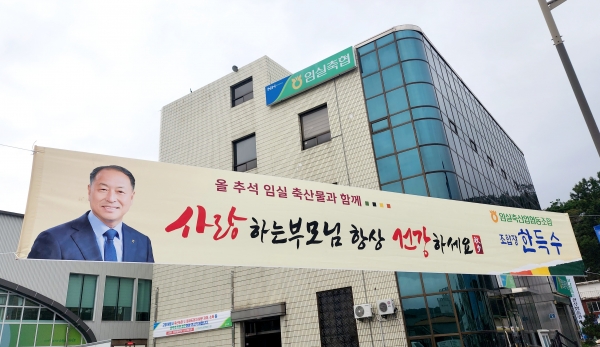 임실축협
올 추석 임실 축산물과 함께
사랑하는부모님 항상 건강하세요
임실축산업협동조합
조합장 한득수